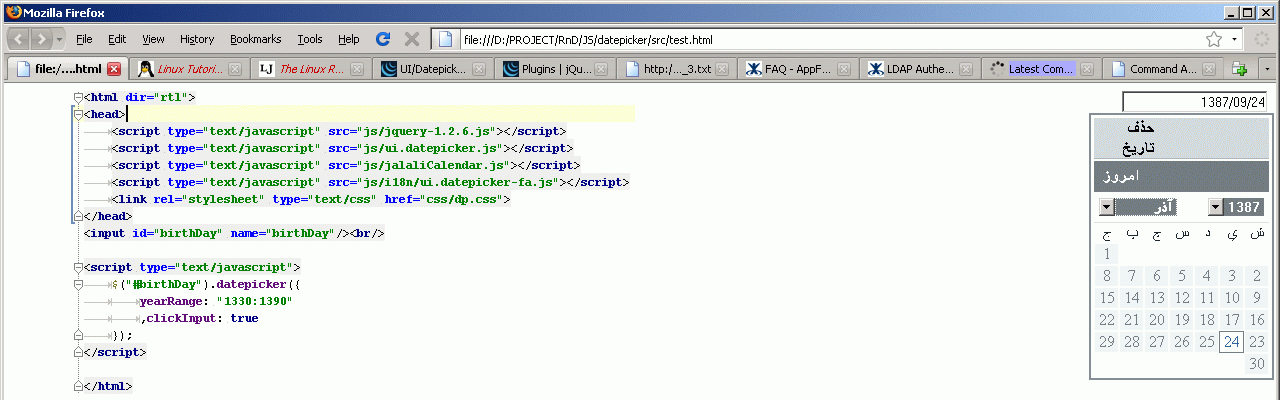 Mozilla Firefox
File Edit View History Bookmarks Tools Help file:///D:/PROJECT/RnD/JS/datepicker/src/test.html
file:/....html Linux Tutori... The Linux R... UI/Datepick... Plugins | jQu... http:/..._3.txt FAQ - AppF... LDAP Authe... Latest Com... Command A...
<html dir="rtl">
<head>
<script type="text/javascript" src="js/jquery-1.2.6.js"></script>
<script type="text/javascript" src="js/ui.datepicker.js"></script>
<script type="text/javascript" src="js/jalaliCalendar.js"></script>
<script type="text/javascript" src="js/i18n/ui.datepicker-fa.js"></script>
<link rel="stylesheet" type="text/css" href="css/dp.css">
</head>
<input id="birthDay" name="birthDay"/><br/>
<script type="text/javascript">
$("#birthDay").datepicker({
yearRange: "1330:1390"
,clickInput: true
});
</script>
</html>
1387/09/24
حذف
تاریخ
امروز
1387 آذر
ش ي د س چ پ ج
1
2 3 4 5 6 7 8
9 10 11 12 13 14 15
16 17 18 19 20 21 22
23 24 25 26 27 28 29
30